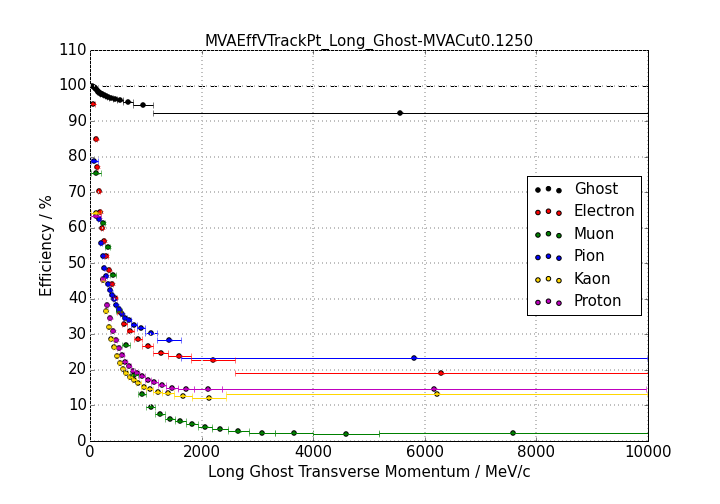 MVAEffVTrackPt_Long_Ghost-MVACut0.1250
110
100
90
80
70
60
50
40
30
20
10
0
Efficiency / %
Ghost
Electron
Muon
Pion
Kaon
Proton
0 2000 4000 6000 8000 10000
Long Ghost Transverse Momentum / MeV/c